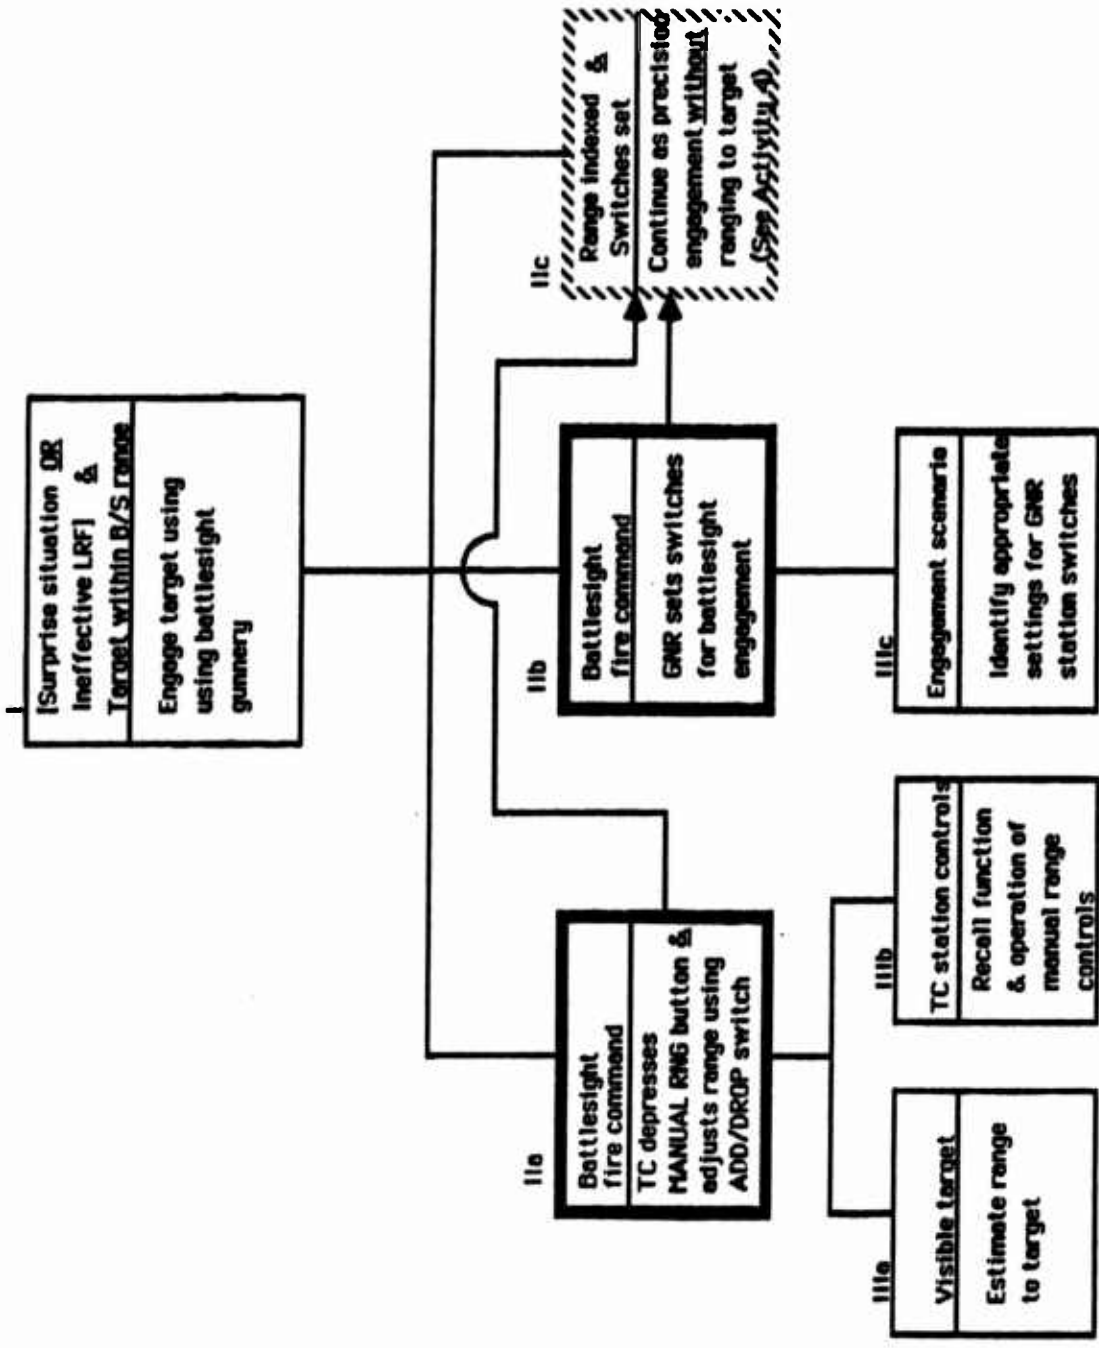 [Surprise situation OR
Ineffective LRF] &
Target within B/S range
Engage target using
using battlesight
gunnery
IIa
Battlesight
fire command
TC depresses
MANUAL RNG button &
adjusts range using
ADD/DROP switch
IIb
Battlesight
fire command
GNR sets switches
for battlesight
engagement
IIc
Range indexed &
Switches set
Continue as precision
engagement without
ranging to target
(See Activity 4)
IIIa
Visible target
Estimate range
to target
IIIb
TC station controls
Recall function
& operation of
manual range
controls
IIIc
Engagement scenario
Identify appropriate
settings for GNR
station switches